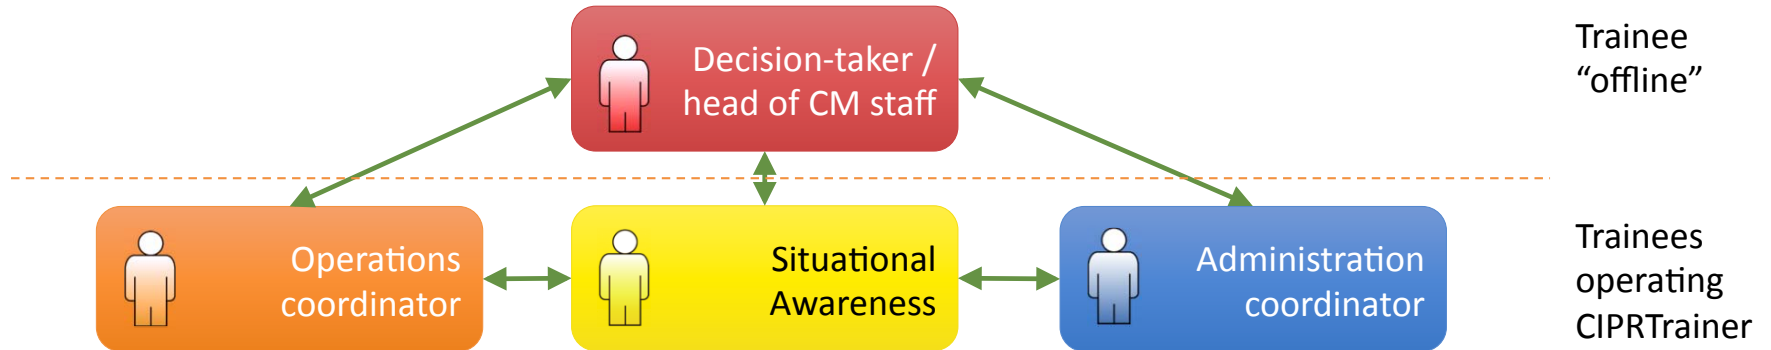 Decision-taker /
head of CM staff
Trainee
“offline”
Operations
coordinator
Situational
Awareness
Administration
coordinator
Trainees
operating
CIPRTrainer